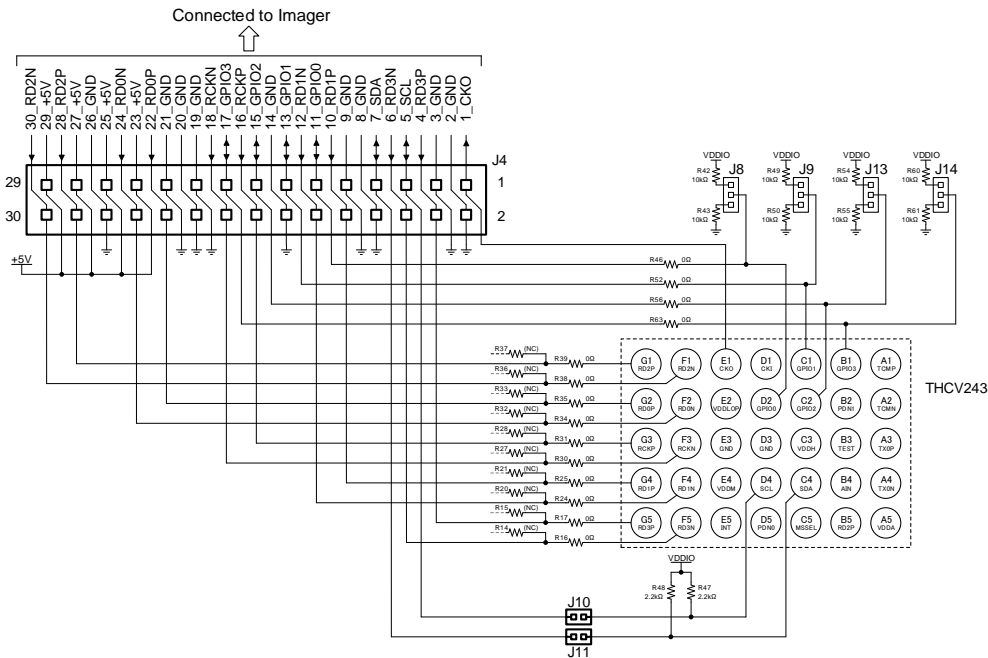 Connected to Imager
30_RD2N
29_+5V
28_RD2P
27_+5V
26_GND
25_+5V
24_RD0N
23_+5V
22_RD0P
21_GND
20_GND
19_GND
18_RCKN
17_GPIO3
16_RCKP
15_GPIO2
14_GND
13_GPIO1
12_RD1N
11_GPIO0
10_RD1P
9_GND
8_GND
7_SDA
6_RD3N
5_SCL
4_RD3P
3_GND
2_GND
1_CKO
J4
29 1
30 2
+5V
VDDIO VDDIO VDDIO VDDIO
R42 10kΩ J8 R49 10kΩ J9 R54 10kΩ J13 R60 10kΩ J14
R43 10kΩ R50 10kΩ R55 10kΩ R61 10kΩ
R46 0Ω
R52 0Ω
R56 0Ω
R63 0Ω
R37 (NC)
R39 0Ω
R36 (NC)
R38 0Ω
R33 (NC)
R35 0Ω
R32 (NC)
R34 0Ω
R28 (NC)
R31 0Ω
R27 (NC)
R30 0Ω
R21 (NC)
R25 0Ω
R20 (NC)
R24 0Ω
R15 (NC)
R17 0Ω
R14 (NC)
R16 0Ω
THCV243
G1 RD2P F1 RD2N E1 CKO D1 CKI C1 GPIO1 B1 GPIO3 A1 TCMP
G2 RD0P F2 RD0N E2 VDDLOP D2 GPIO0 C2 GPIO2 B2 PDN1 A2 TCMN
G3 RCKP F3 RCKN E3 GND D3 GND C3 VDDH B3 TEST A3 TX0P
G4 RD1P F4 RD1N E4 VDDM D4 SCL C4 SDA B4 AIN A4 TX0N
G5 RD3P F5 RD3N E5 INT D5 PDN0 C5 MSSEL B5 RD2P A5 VDDA
VDDIO
R48 2.2kΩ R47 2.2kΩ
J10
J11